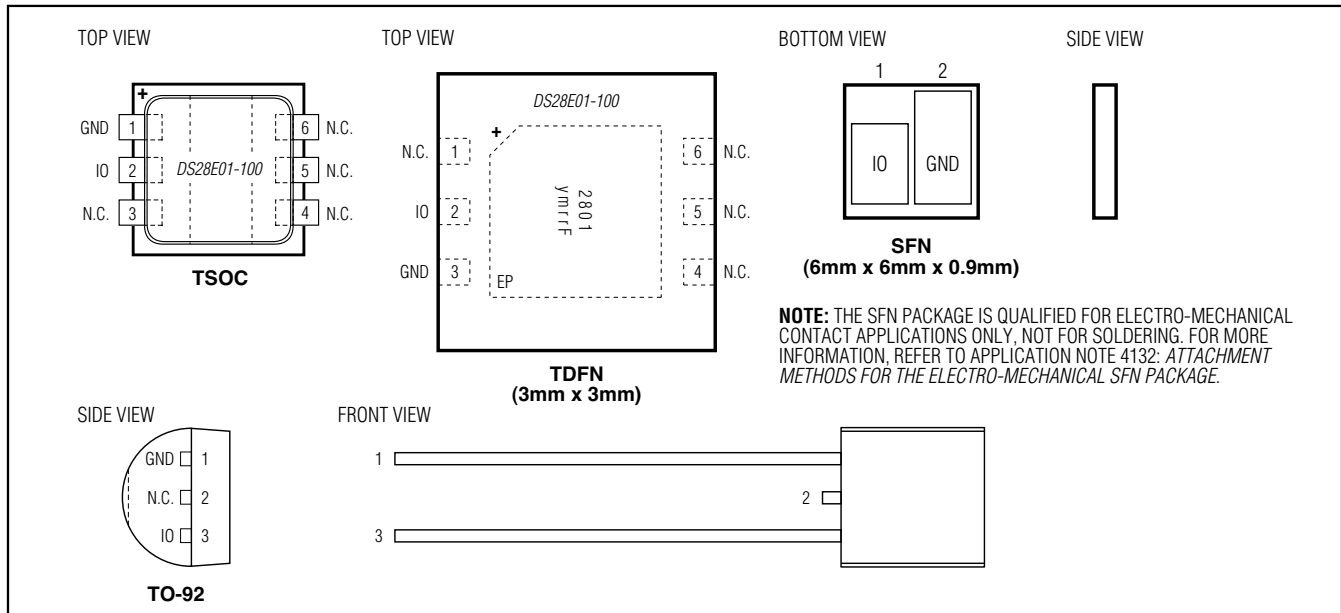 TOP VIEW
+
GND 1
IO 2
N.C. 3
DS28E01-100
6 N.C.
5 N.C.
4 N.C.
TSOC
TOP VIEW
DS28E01-100
+
N.C. 1
IO 2
GND 3
2801
ymrrF
EP
6 N.C.
5 N.C.
4 N.C.
TDFN
(3mm x 3mm)
BOTTOM VIEW
1 2
IO GND
SFN
(6mm x 6mm x 0.9mm)
SIDE VIEW
NOTE: THE SFN PACKAGE IS QUALIFIED FOR ELECTRO-MECHANICAL
CONTACT APPLICATIONS ONLY, NOT FOR SOLDERING. FOR MORE
INFORMATION, REFER TO APPLICATION NOTE 4132: ATTACHMENT
METHODS FOR THE ELECTRO-MECHANICAL SFN PACKAGE.
SIDE VIEW
GND 1
N.C. 2
IO 3
TO-92
FRONT VIEW
1
2
3